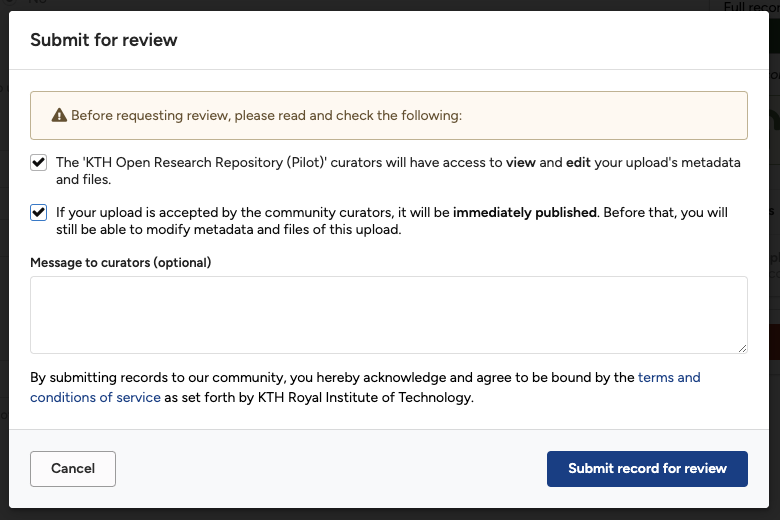 Full recor
Submit for review
Before requesting review, please read and check the following:
The 'KTH Open Research Repository (Pilot)' curators will have access to view and edit your upload's metadata
and files.
If your upload is accepted by the community curators, it will be immediately published. Before that, you will
still be able to modify metadata and files of this upload.
Message to curators (optional)
By submitting records to our community, you hereby acknowledge and agree to be bound by the terms and
conditions of service as set forth by KTH Royal Institute of Technology.
Cancel
Submit record for review